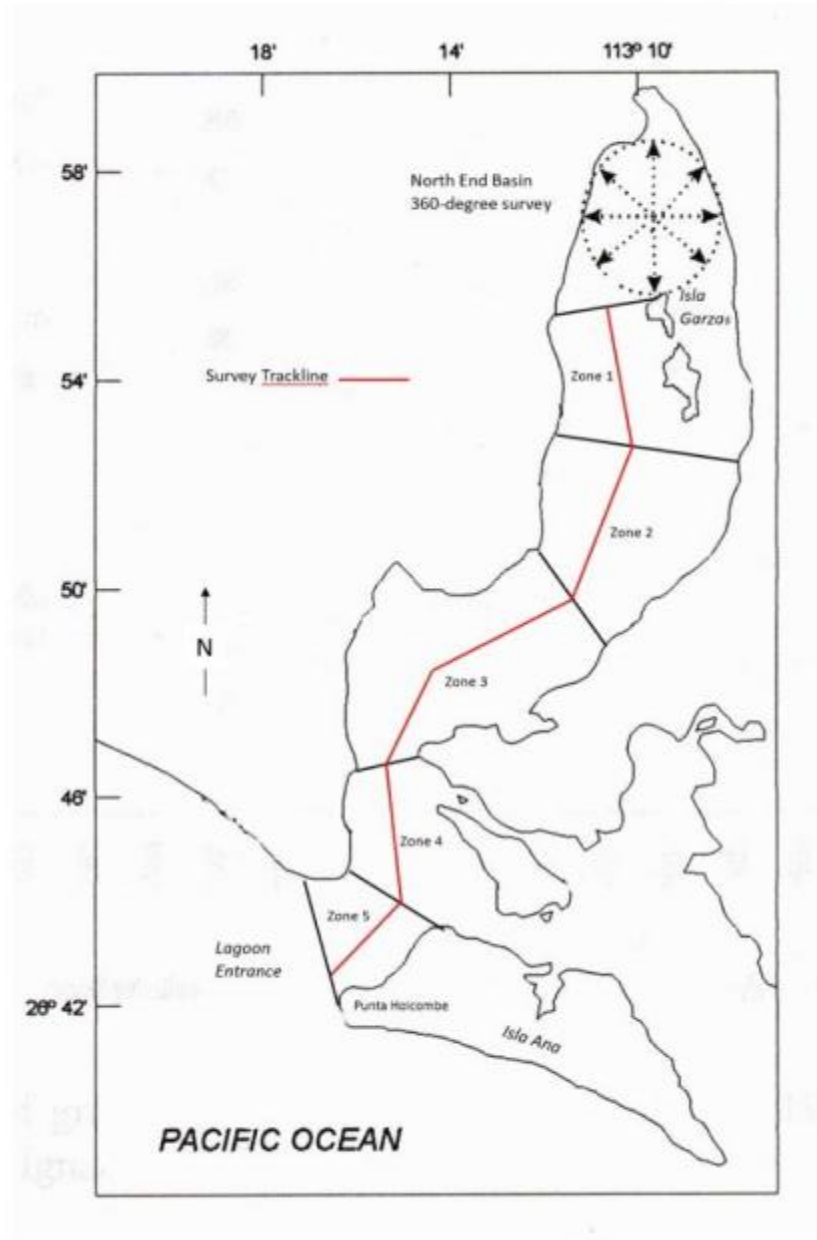 18'
14'
113º 10'
58'
North End Basin
360-degree survey
Isla
Garzas
Survey Trackline
54'
Zone 1
Zone 2
50'
N
Zone 3
46'
Zone 4
Zone 5
Lagoon
Entrance
26º 42'
Punta Holcombe
Isla Ana
PACIFIC OCEAN